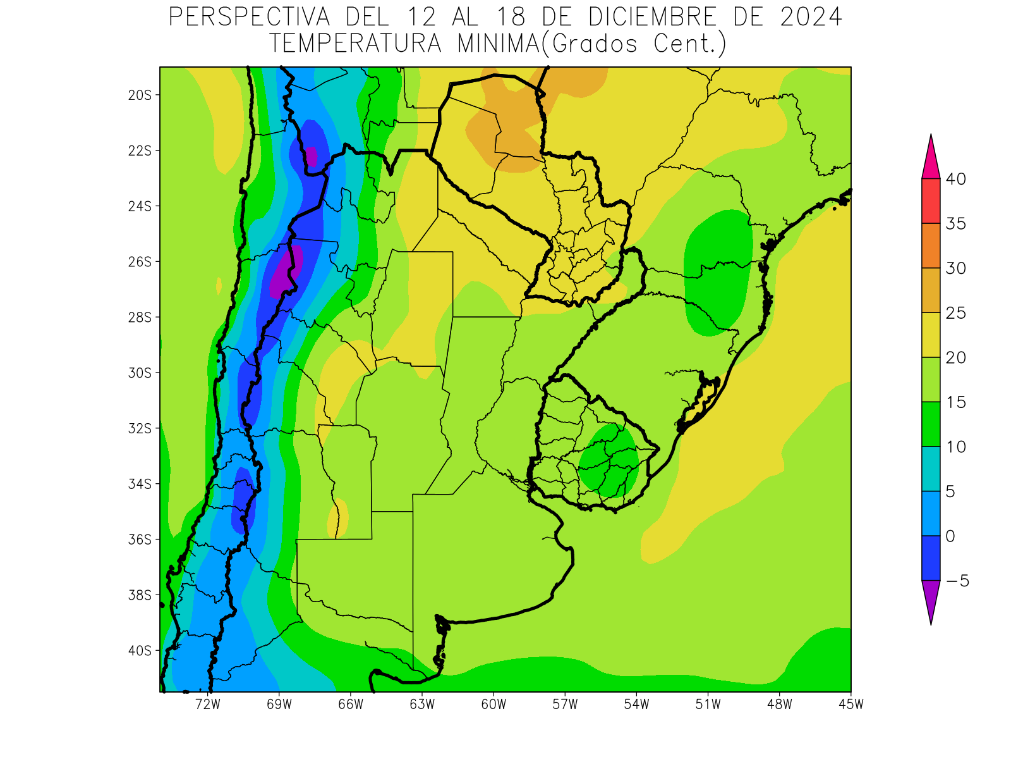 PERSPECTIVA DEL 12 AL 18 DE DICIEMBRE DE 2024
TEMPERATURA MINIMA(Grados Cent.)
20S
22S
24S
26S
28S
30S
32S
34S
36S
38S
40S
72W 69W 66W 63W 60W 57W 54W 51W 48W 45W
40
35
30
25
20
15
10
5
0
−5